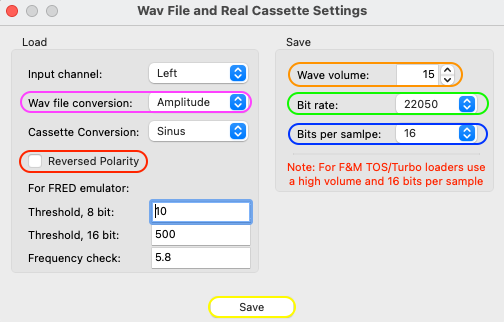 Wav File and Real Cassette Settings
Load
Input channel: Left
Wav file conversion: Amplitude
Cassette Conversion: Sinus
Reversed Polarity
For FRED emulator:
Threshold, 8 bit: 10
Threshold, 16 bit: 500
Frequency check: 5.8
Save
Wave volume: 15
Bit rate: 22050
Bits per samlpe: 16
Note: For F&M TOS/Turbo loaders use
a high volume and 16 bits per sample
Save